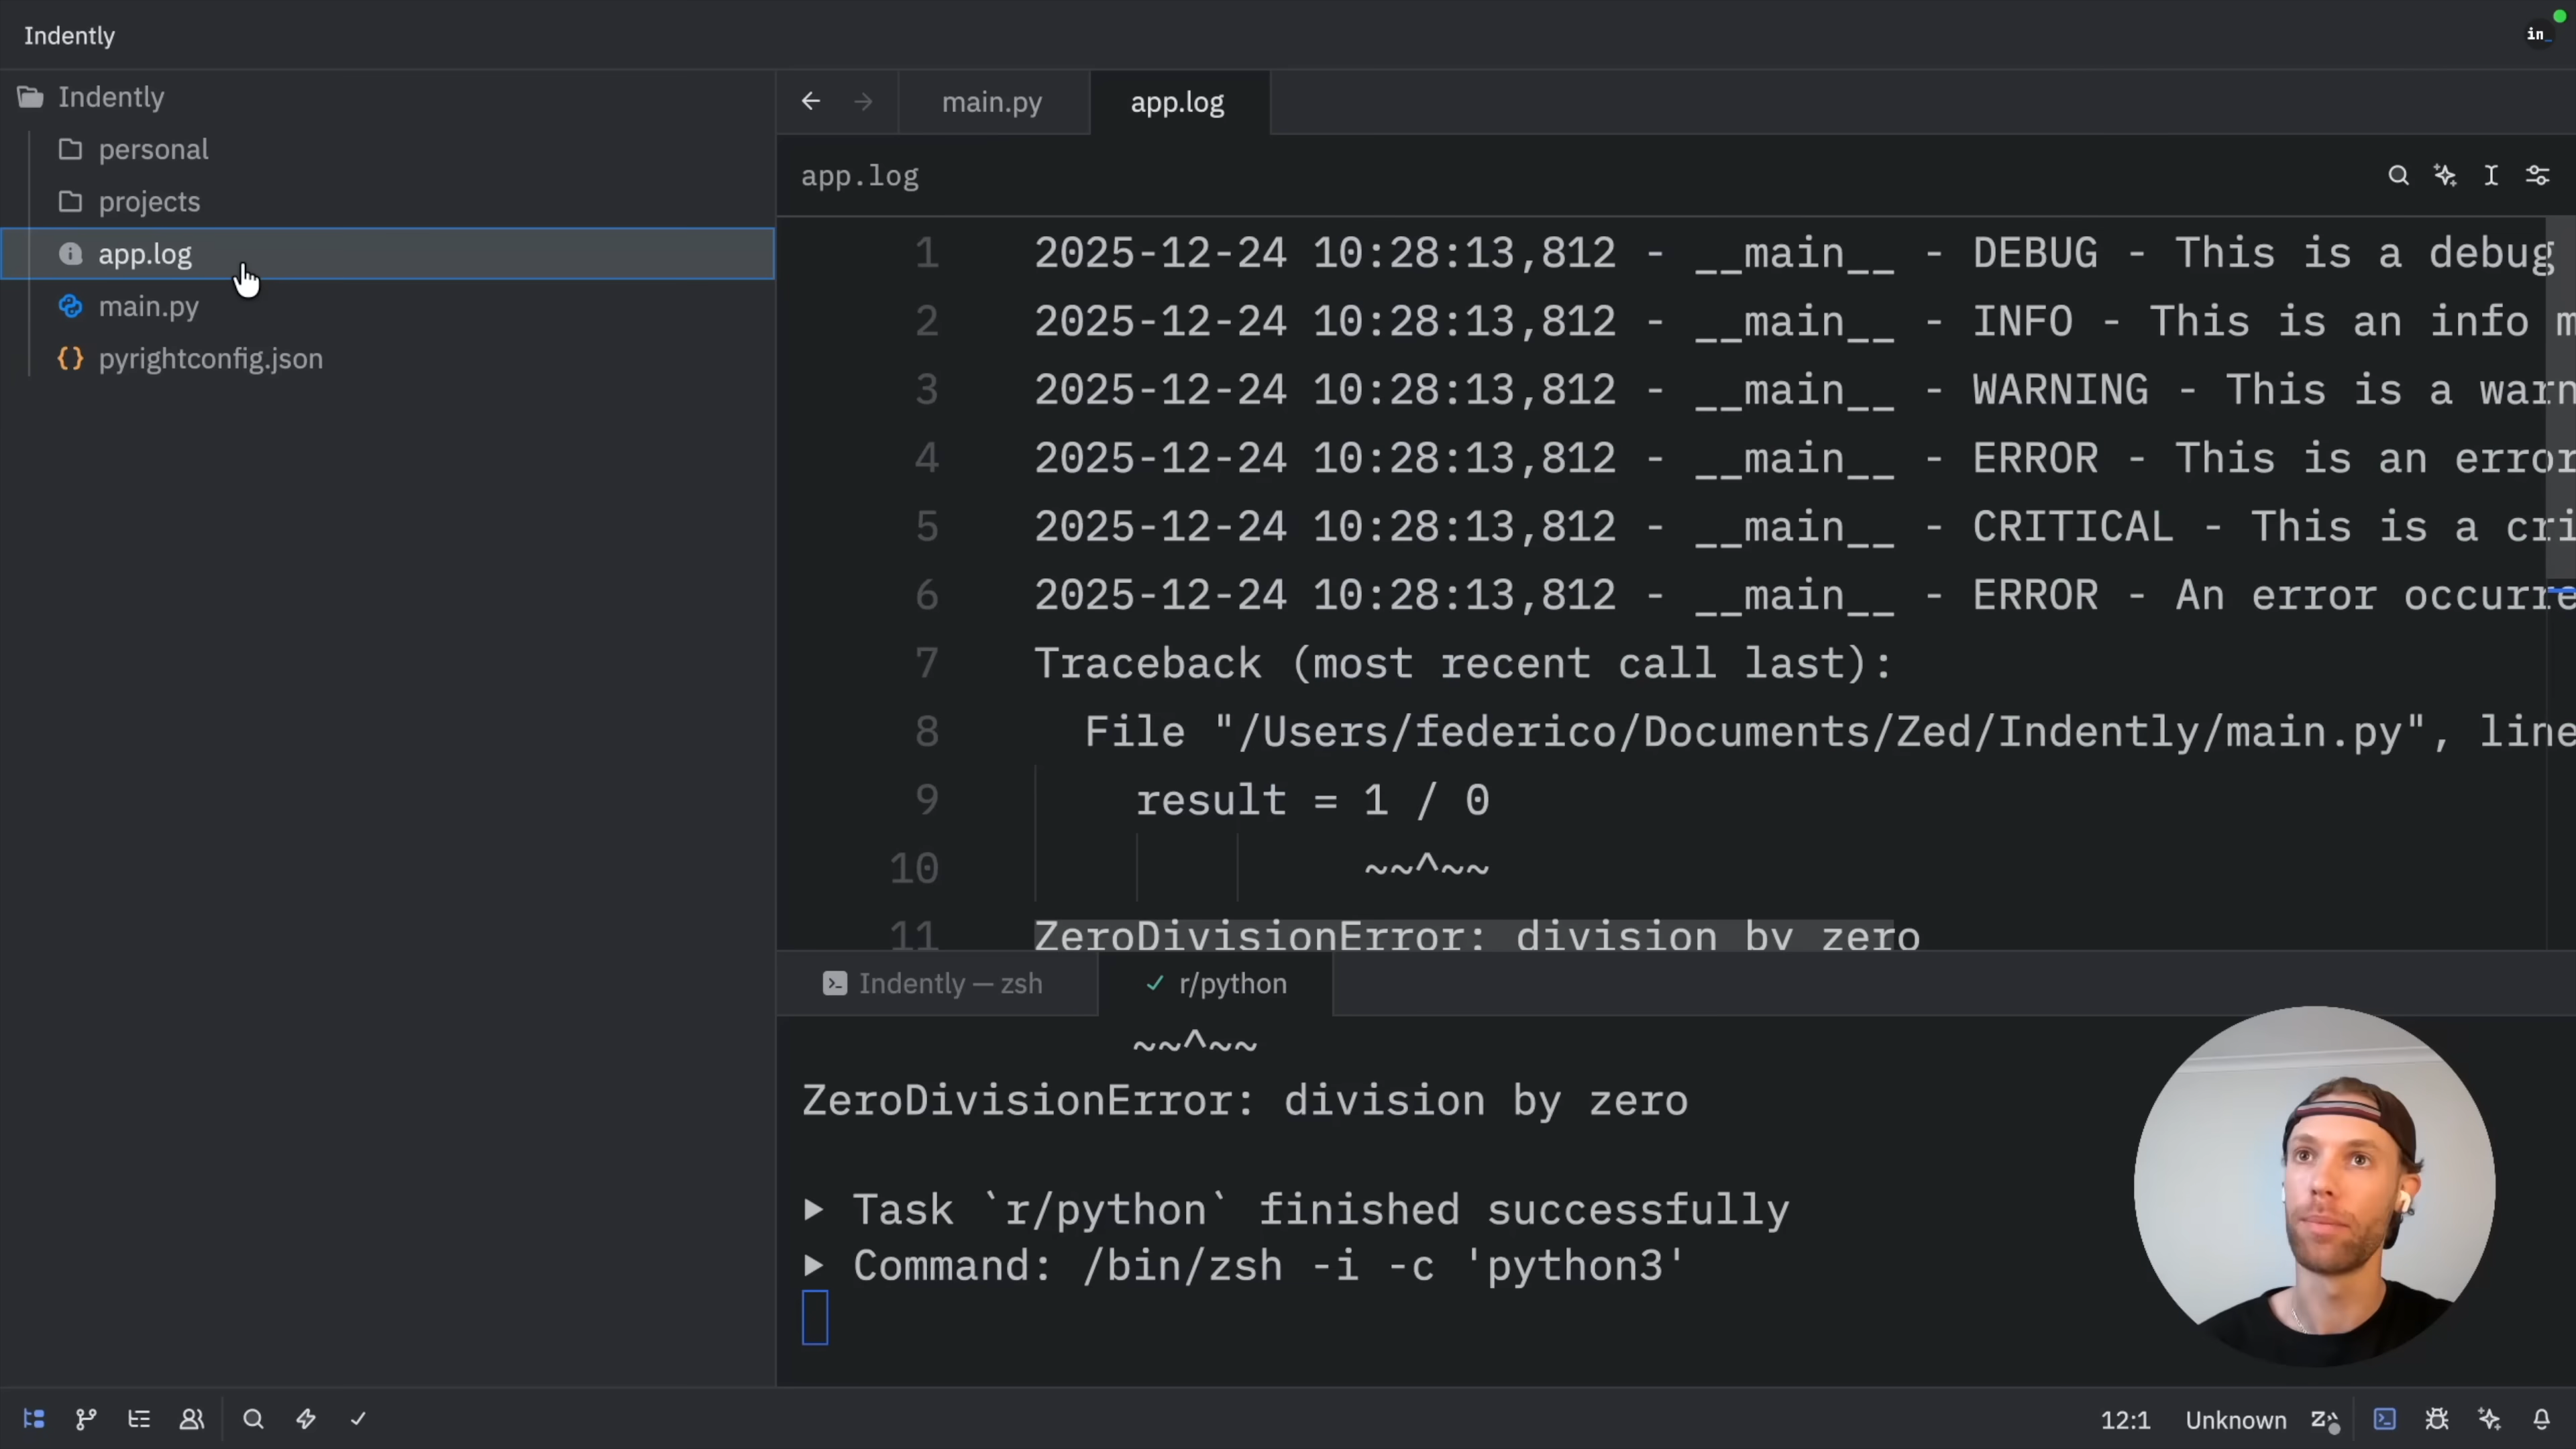 Indently
in_
Indently
personal
projects
app.log
main.py
pyrightconfig.json
main.py
app.log
app.log
1 2025-12-24 10:28:13,812 - __main__ - DEBUG - This is a debug
2 2025-12-24 10:28:13,812 - __main__ - INFO - This is an info m
3 2025-12-24 10:28:13,812 - __main__ - WARNING - This is a warn
4 2025-12-24 10:28:13,812 - __main__ - ERROR - This is an error
5 2025-12-24 10:28:13,812 - __main__ - CRITICAL - This is a cri
6 2025-12-24 10:28:13,812 - __main__ - ERROR - An error occurre
7 Traceback (most recent call last):
8 File "/Users/federico/Documents/Zed/Indently/main.py", line
9 result = 1 / 0
10 ~~^~~
11 ZeroDivisionError: division by zero
Indently — zsh
r/python
~~^~~
ZeroDivisionError: division by zero
Task `r/python` finished successfully
Command: /bin/zsh -i -c 'python3'
12:1
Unknown